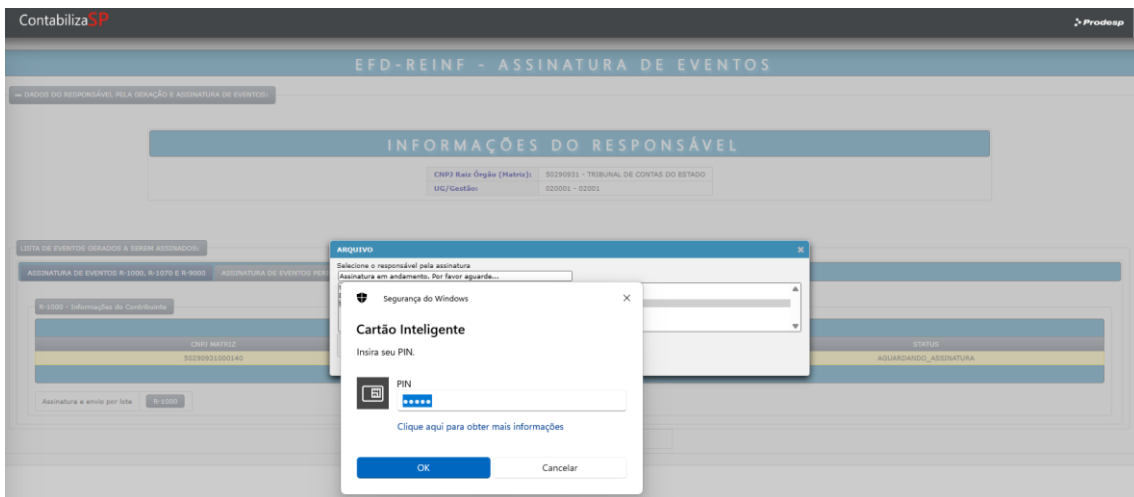 ContabilizaSP
Prodesp
EFD-REINF - ASSINATURA DE EVENTOS
DADOS DO RESPONSÁVEL PELA GERAÇÃO E ASSINATURA DE EVENTOS:
INFORMAÇÕES DO RESPONSÁVEL
CNPJ Raiz Órgão (Matriz): 50290931 - TRIBUNAL DE CONTAS DO ESTADO
UG/Gestão: 020001 - 02001
LISTA DE EVENTOS GERADOS A SEREM ASSINADOS:
ARQUIVO
Selecione o responsável pela assinatura
Assinatura em andamento. Por favor aguarde...
ASSINATURA DE EVENTOS R-1000, R-1070 E R-9000 ASSINATURA DE EVENTOS
R-1000 - Informações do Contribuinte
CNPJ MATRIZ STATUS
50290931000140 AGUARDANDO_ASSINATURA
Assinatura e envio por lote R-1000
Segurança do Windows
Cartão Inteligente
Insira seu PIN.
PIN
Clique aqui para obter mais informações
OK Cancelar